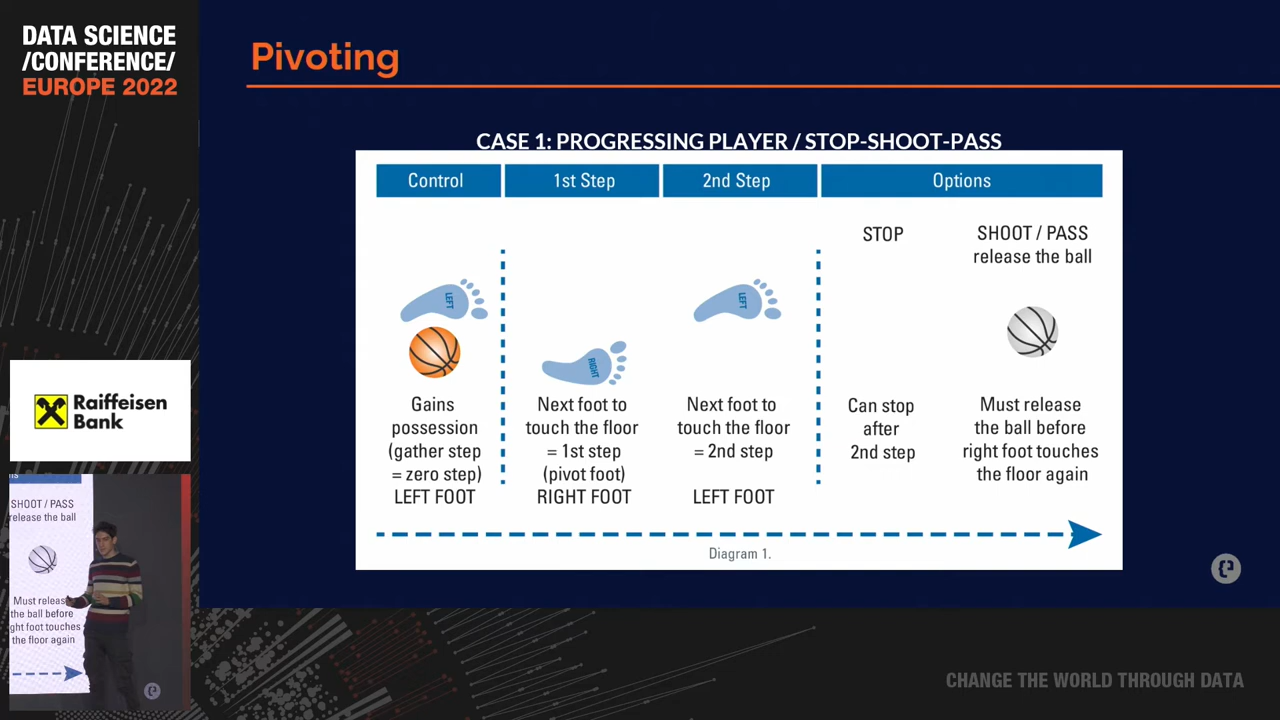 DATA SCIENCE
/CONFERENCE/
EUROPE 2022
Pivoting
CASE 1: PROGRESSING PLAYER / STOP-SHOOT-PASS
Control
1st Step
2nd Step
Options
STOP
SHOOT / PASS
release the ball
LEFT
RIGHT
LEFT
Gains
possession
(gather step
= zero step)
LEFT FOOT
Next foot to
touch the floor
= 1st step
(pivot foot)
RIGHT FOOT
Next foot to
touch the floor
= 2nd step
LEFT FOOT
Can stop
after
2nd step
Must release
the ball before
right foot touches
the floor again
Diagram 1.
Raiffeisen
Bank
SHOOT / PASS
release the ball
Must release
the ball before
ght foot touches
the floor again
CHANGE THE WORLD THROUGH DATA